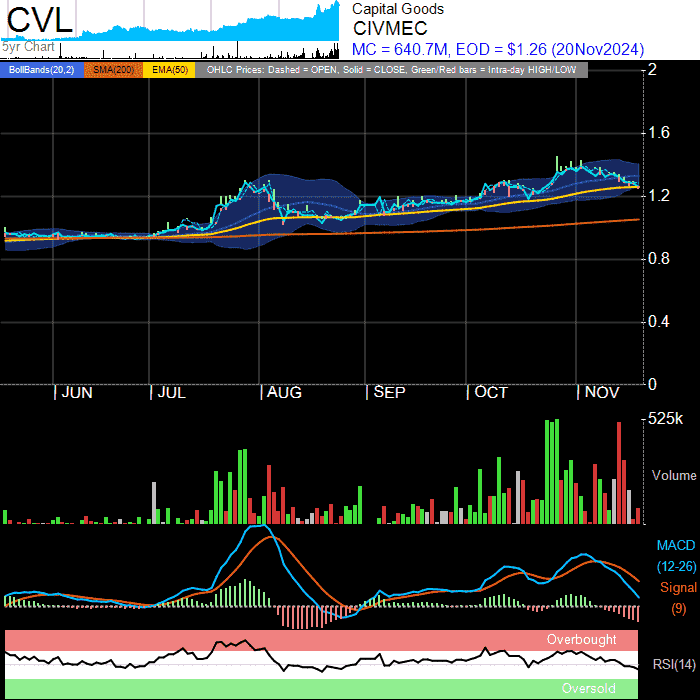 CVL
5yr Chart
Capital Goods
CIVMEC
MC = 640.7M, EOD = $1.26 (20Nov2024)
BollBands(20,2) SMA(200) EMA(50) OHLC Prices: Dashed = OPEN, Solid = CLOSE, Green/Red bars = Intra-day HIGH/LOW
2
1.6
1.2
0.8
0.4
0
JUN JUL AUG SEP OCT NOV
525k
Volume
MACD
(12-26)
Signal
(9)
Overbought
RSI(14)
Oversold